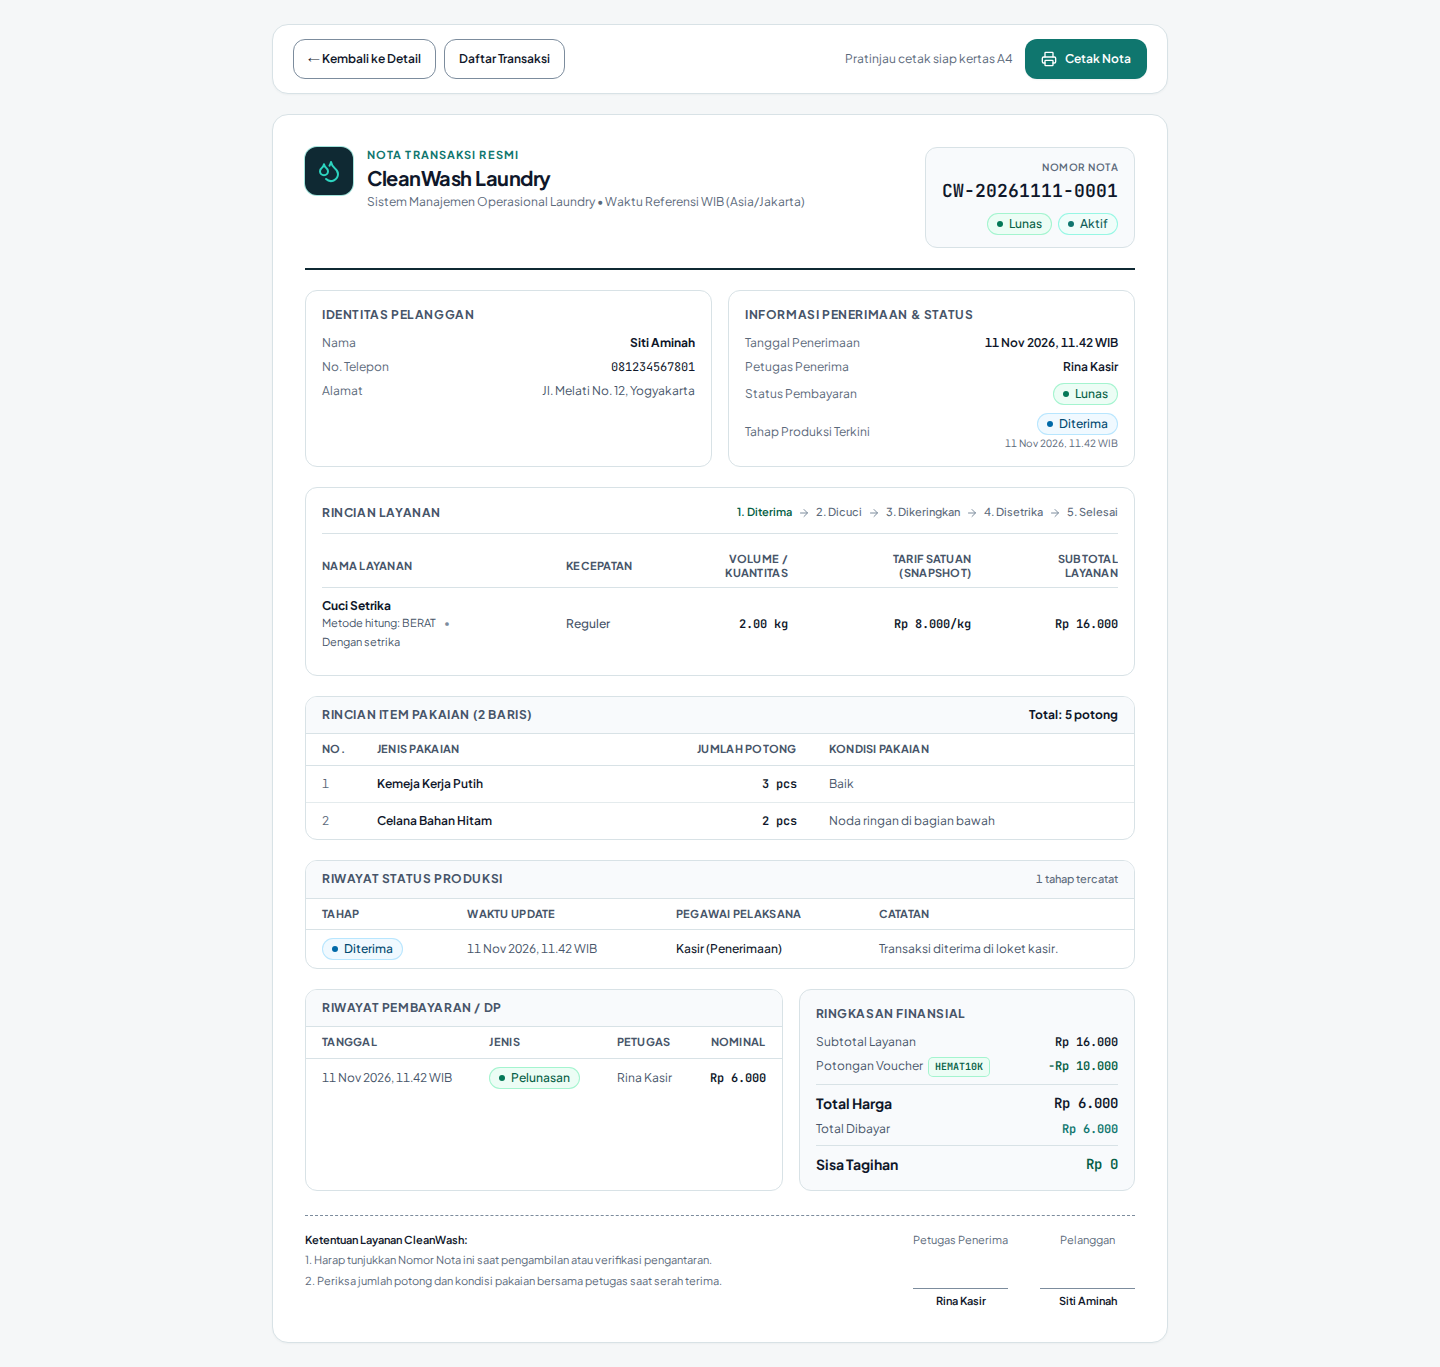 ← Kembali ke Detail
Daftar Transaksi
Pratinjau cetak siap kertas A4
Cetak Nota
NOTA TRANSAKSI RESMI
CleanWash Laundry
Sistem Manajemen Operasional Laundry • Waktu Referensi WIB (Asia/Jakarta)
NOMOR NOTA
CW-20261111-0001
Lunas
Aktif
IDENTITAS PELANGGAN
Nama Siti Aminah
No. Telepon 081234567801
Alamat Jl. Melati No. 12, Yogyakarta
INFORMASI PENERIMAAN & STATUS
Tanggal Penerimaan 11 Nov 2026, 11.42 WIB
Petugas Penerima Rina Kasir
Status Pembayaran Lunas
Tahap Produksi Terkini Diterima
11 Nov 2026, 11.42 WIB
RINCIAN LAYANAN
1. Diterima → 2. Dicuci → 3. Dikeringkan → 4. Disetrika → 5. Selesai
NAMA LAYANAN KECEPATAN VOLUME / KUANTITAS TARIF SATUAN (SNAPSHOT) SUBTOTAL LAYANAN
Cuci Setrika
Metode hitung: BERAT •
Dengan setrika
Reguler 2.00 kg Rp 8.000/kg Rp 16.000
RINCIAN ITEM PAKAIAN (2 BARIS) Total: 5 potong
NO. JENIS PAKAIAN JUMLAH POTONG KONDISI PAKAIAN
1 Kemeja Kerja Putih 3 pcs Baik
2 Celana Bahan Hitam 2 pcs Noda ringan di bagian bawah
RIWAYAT STATUS PRODUKSI 1 tahap tercatat
TAHAP WAKTU UPDATE PEGAWAI PELAKSANA CATATAN
Diterima 11 Nov 2026, 11.42 WIB Kasir (Penerimaan) Transaksi diterima di loket kasir.
RIWAYAT PEMBAYARAN / DP
TANGGAL JENIS PETUGAS NOMINAL
11 Nov 2026, 11.42 WIB Pelunasan Rina Kasir Rp 6.000
RINGKASAN FINANSIAL
Subtotal Layanan Rp 16.000
Potongan Voucher HEMAT10K -Rp 10.000
Total Harga Rp 6.000
Total Dibayar Rp 6.000
Sisa Tagihan Rp 0
Ketentuan Layanan CleanWash:
1. Harap tunjukkan Nomor Nota ini saat pengambilan atau verifikasi pengantaran.
2. Periksa jumlah potong dan kondisi pakaian bersama petugas saat serah terima.
Petugas Penerima
Rina Kasir
Pelanggan
Siti Aminah